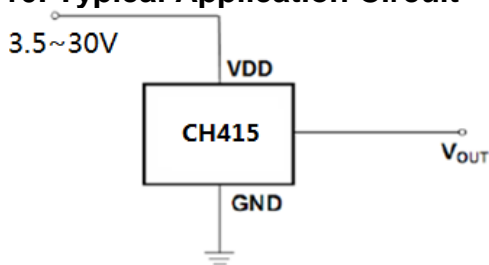 Typical Application Circuit
3.5~30V
VDD
CH415
VOUT
GND